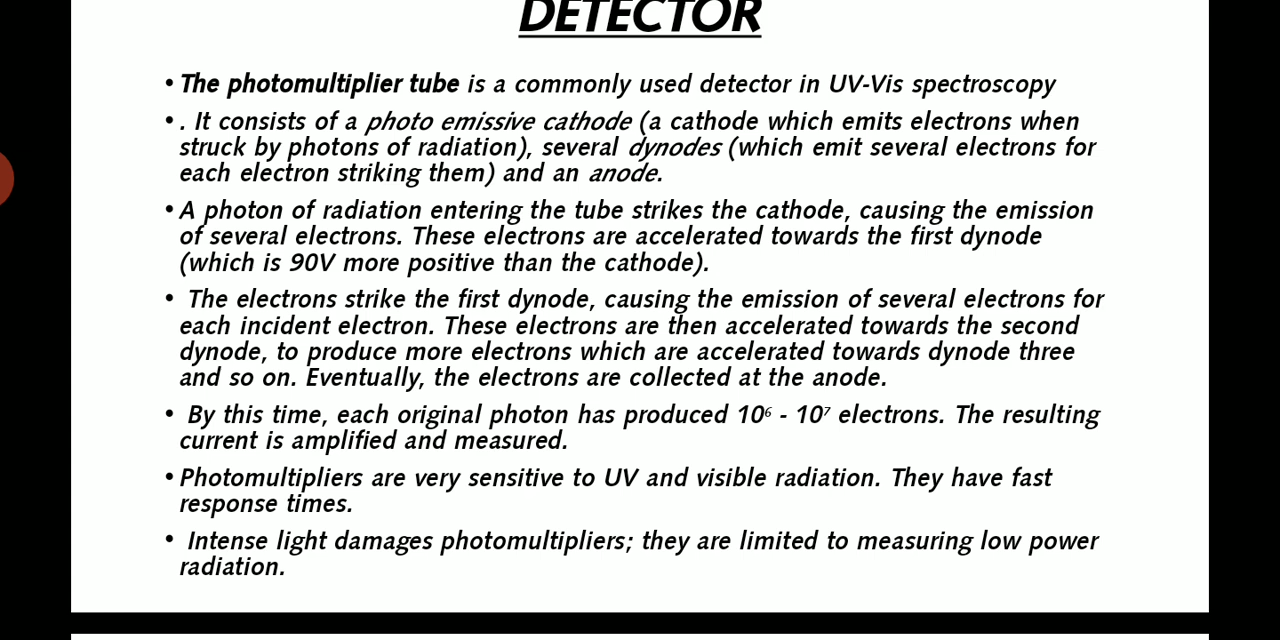 DETECTOR
• The photomultiplier tube is a commonly used detector in UV-Vis spectroscopy
• . It consists of a photo emissive cathode (a cathode which emits electrons when
struck by photons of radiation), several dynodes (which emit several electrons for
each electron striking them) and an anode.
• A photon of radiation entering the tube strikes the cathode, causing the emission
of several electrons. These electrons are accelerated towards the first dynode
(which is 90V more positive than the cathode).
• The electrons strike the first dynode, causing the emission of several electrons for
each incident electron. These electrons are then accelerated towards the second
dynode, to produce more electrons which are accelerated towards dynode three
and so on. Eventually, the electrons are collected at the anode.
• By this time, each original photon has produced 10⁶ - 10⁷ electrons. The resulting
current is amplified and measured.
• Photomultipliers are very sensitive to UV and visible radiation. They have fast
response times.
• Intense light damages photomultipliers; they are limited to measuring low power
radiation.